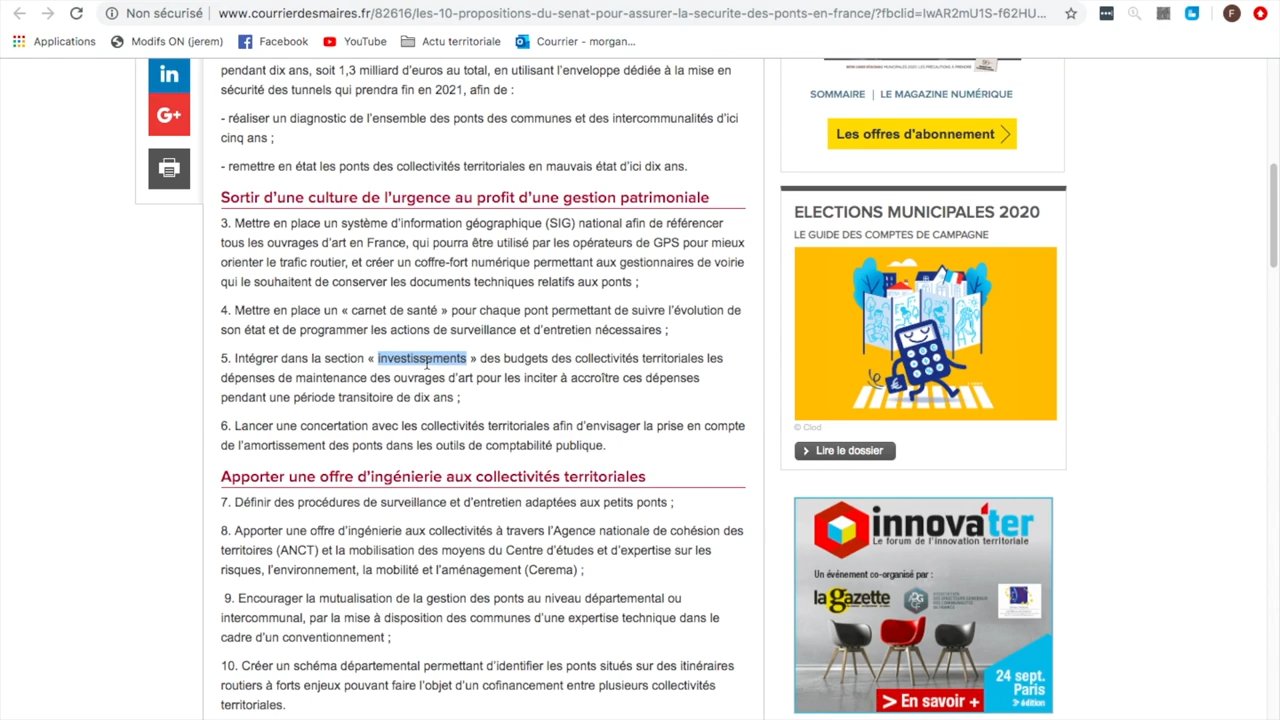 Non sécurisé | www.courrierdesmaires.fr/82616/les-10-propositions-du-senat-pour-assurer-la-securite-des-ponts-en-france/?fbclid=IwAR2mU1S-f62HU...
Applications Modifs ON (jerem) Facebook YouTube Actu territoriale Courrier - morgan...
pendant dix ans, soit 1,3 milliard d'euros au total, en utilisant l'enveloppe dédiée à la mise en
sécurité des tunnels qui prendra fin en 2021, afin de :
- réaliser un diagnostic de l'ensemble des ponts des communes et des intercommunalités d'ici
cinq ans ;
- remettre en état les ponts des collectivités territoriales en mauvais état d'ici dix ans.
Sortir d'une culture de l'urgence au profit d'une gestion patrimoniale
3. Mettre en place un système d'information géographique (SIG) national afin de référencer
tous les ouvrages d'art en France, qui pourra être utilisé par les opérateurs de GPS pour mieux
orienter le trafic routier, et créer un coffre-fort numérique permettant aux gestionnaires de voirie
qui le souhaitent de conserver les documents techniques relatifs aux ponts ;
4. Mettre en place un « carnet de santé » pour chaque pont permettant de suivre l'évolution de
son état et de programmer les actions de surveillance et d'entretien nécessaires ;
5. Intégrer dans la section « investissements » des budgets des collectivités territoriales les
dépenses de maintenance des ouvrages d'art pour les inciter à accroître ces dépenses
pendant une période transitoire de dix ans ;
6. Lancer une concertation avec les collectivités territoriales afin d'envisager la prise en compte
de l'amortissement des ponts dans les outils de comptabilité publique.
Apporter une offre d'ingénierie aux collectivités territoriales
7. Définir des procédures de surveillance et d'entretien adaptées aux petits ponts ;
8. Apporter une offre d'ingénierie aux collectivités à travers l'Agence nationale de cohésion des
territoires (ANCT) et la mobilisation des moyens du Centre d'études et d'expertise sur les
risques, l'environnement, la mobilité et l'aménagement (Cerema) ;
9. Encourager la mutualisation de la gestion des ponts au niveau départemental ou
intercommunal, par la mise à disposition des communes d'une expertise technique dans le
cadre d'un conventionnement ;
10. Créer un schéma départemental permettant d'identifier les ponts situés sur des itinéraires
routiers à forts enjeux pouvant faire l'objet d'un cofinancement entre plusieurs collectivités
territoriales.
in
G+
SOMMAIRE | LE MAGAZINE NUMÉRIQUE
Les offres d'abonnement
ELECTIONS MUNICIPALES 2020
LE GUIDE DES COMPTES DE CAMPAGNE
© Clod
Lire le dossier
innova'ter
Le forum de l'innovation territoriale
Un événement co-organisé par :
la gazette
24 sept.
Paris
3e édition
> En savoir +